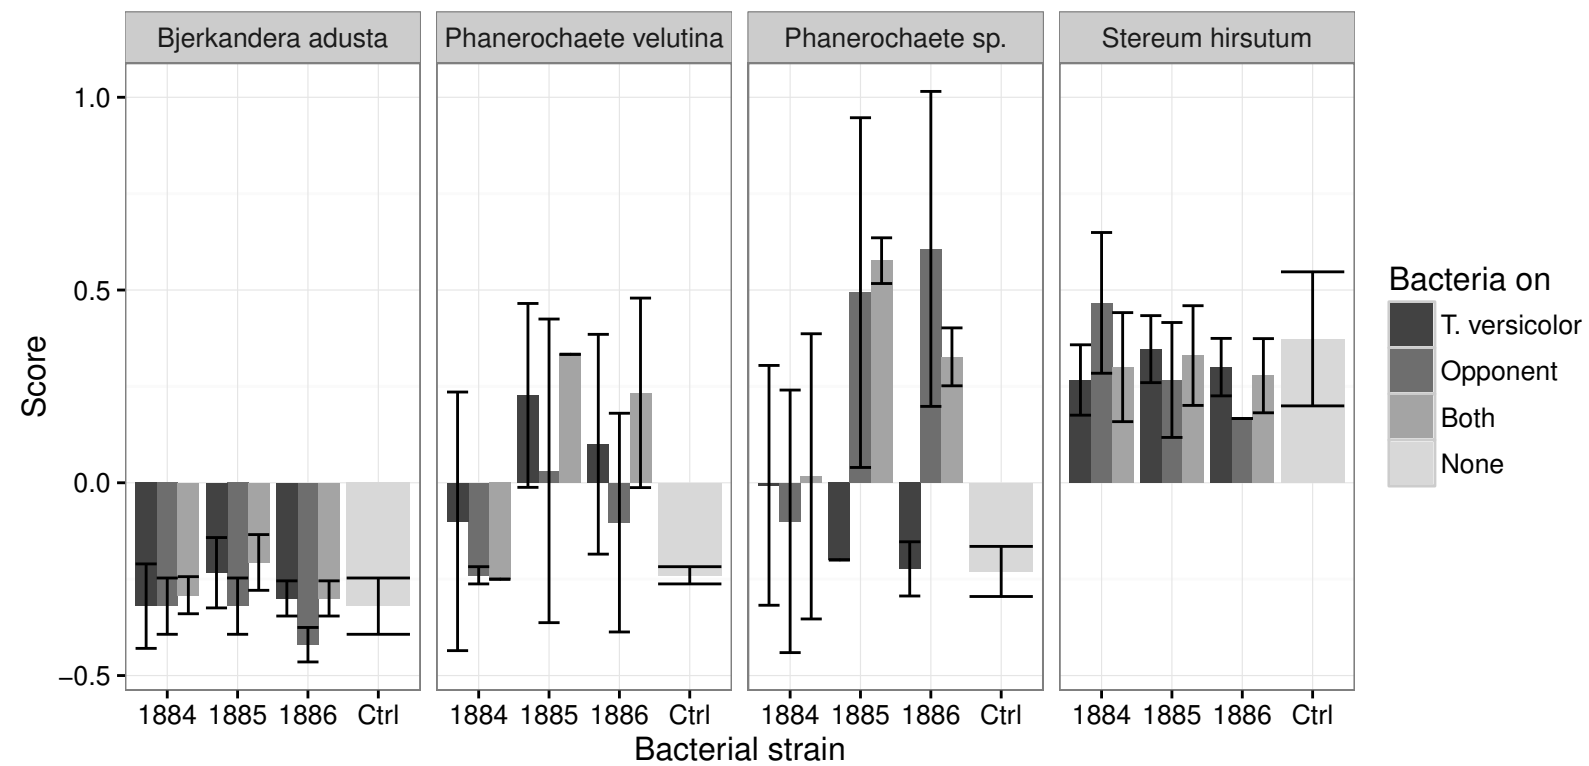 Bjerkandera adusta
Phanerochaete velutina
Phanerochaete sp.
Stereum hirsutum
1.0
0.5
0.0
−0.5
Score
1884 1885 1886 Ctrl
1884 1885 1886 Ctrl
1884 1885 1886 Ctrl
1884 1885 1886 Ctrl
Bacterial strain
Bacteria on
T. versicolor
Opponent
Both
None